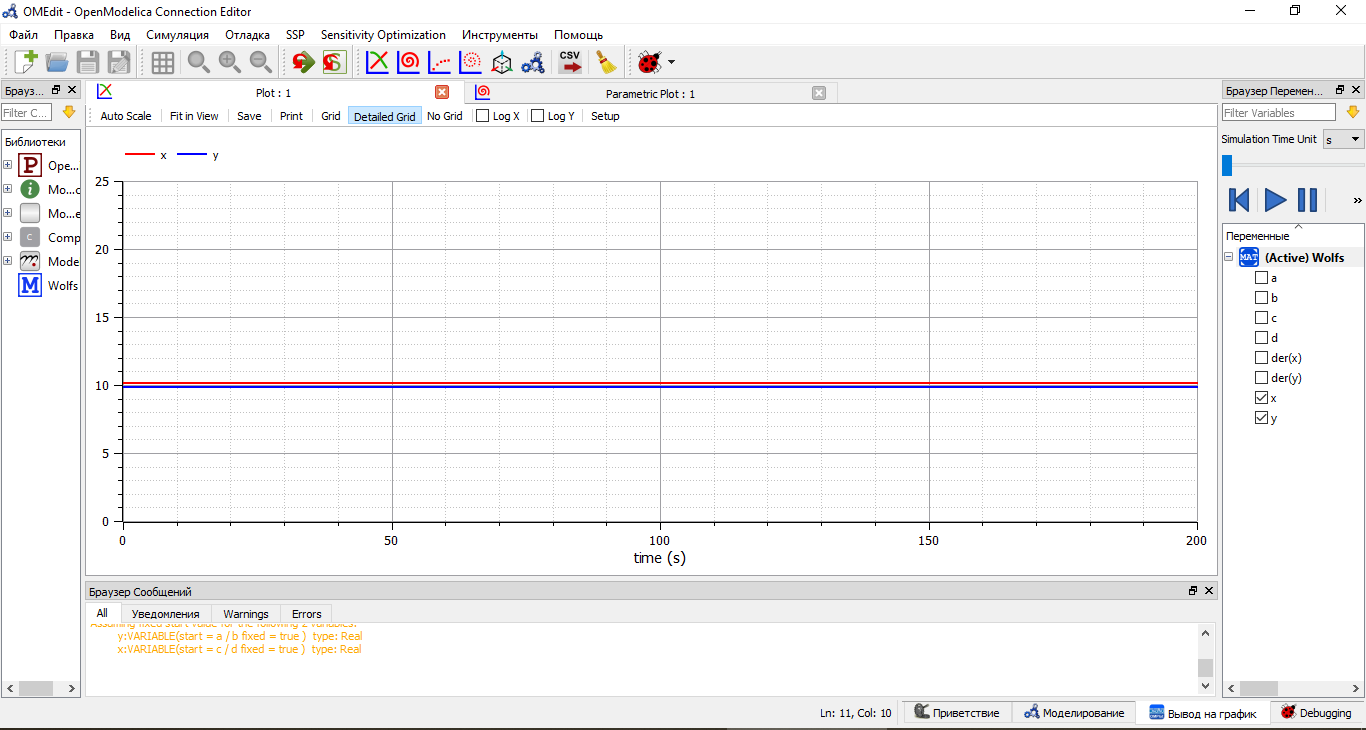 OMEdit - OpenModelica Connection Editor
Файл Правка Вид Симуляция Отладка SSP Sensitivity Optimization Инструменты Помощь
CSV
Брауз...
Filter C...
Библиотеки
P Ope...
i Mo...c
Mo...e
C Comp
Mode
M Wolfs
Plot : 1
Parametric Plot : 1
Auto Scale Fit in View Save Print Grid Detailed Grid No Grid Log X Log Y Setup
x y
25
20
15
10
5
0
0 50 100 150 200
time (s)
Браузер Сообщений
All Уведомления Warnings Errors
Assuming fixed start value for the following 2 variables:
y:VARIABLE(start = a / b fixed = true ) type: Real
x:VARIABLE(start = c / d fixed = true ) type: Real
Браузер Перемен...
Filter Variables
Simulation Time Unit s
»
Переменные
MAT (Active) Wolfs
a
b
c
d
der(x)
der(y)
x
y
Ln: 11, Col: 10 Приветствие Моделирование Вывод на график Debugging